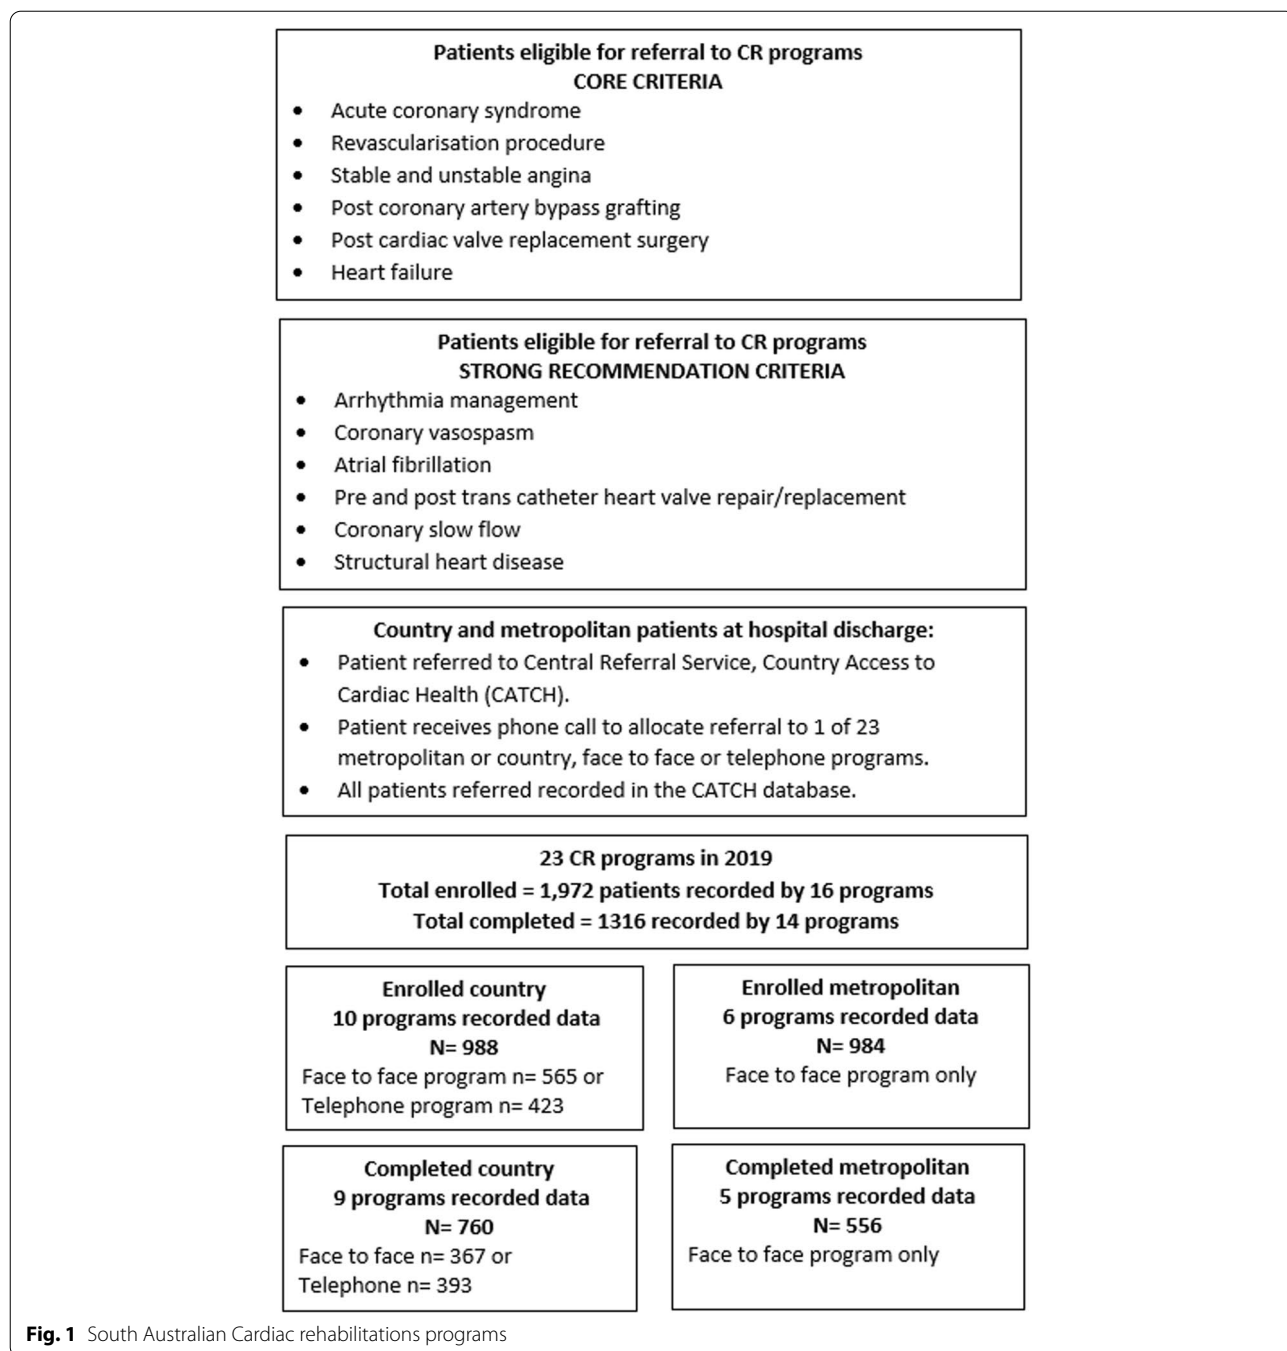 Patients eligible for referral to CR programs
CORE CRITERIA
• Acute coronary syndrome
• Revascularisation procedure
• Stable and unstable angina
• Post coronary artery bypass grafting
• Post cardiac valve replacement surgery
• Heart failure
Patients eligible for referral to CR programs
STRONG RECOMMENDATION CRITERIA
• Arrhythmia management
• Coronary vasospasm
• Atrial fibrillation
• Pre and post trans catheter heart valve repair/replacement
• Coronary slow flow
• Structural heart disease
Country and metropolitan patients at hospital discharge:
• Patient referred to Central Referral Service, Country Access to
Cardiac Health (CATCH).
• Patient receives phone call to allocate referral to 1 of 23
metropolitan or country, face to face or telephone programs.
• All patients referred recorded in the CATCH database.
23 CR programs in 2019
Total enrolled = 1,972 patients recorded by 16 programs
Total completed = 1316 recorded by 14 programs
Enrolled country
10 programs recorded data
N= 988
Face to face program n= 565 or
Telephone program n= 423
Enrolled metropolitan
6 programs recorded data
N= 984
Face to face program only
Completed country
9 programs recorded data
N= 760
Face to face n= 367 or
Telephone n= 393
Completed metropolitan
5 programs recorded data
N= 556
Face to face program only
Fig. 1 South Australian Cardiac rehabilitations programs